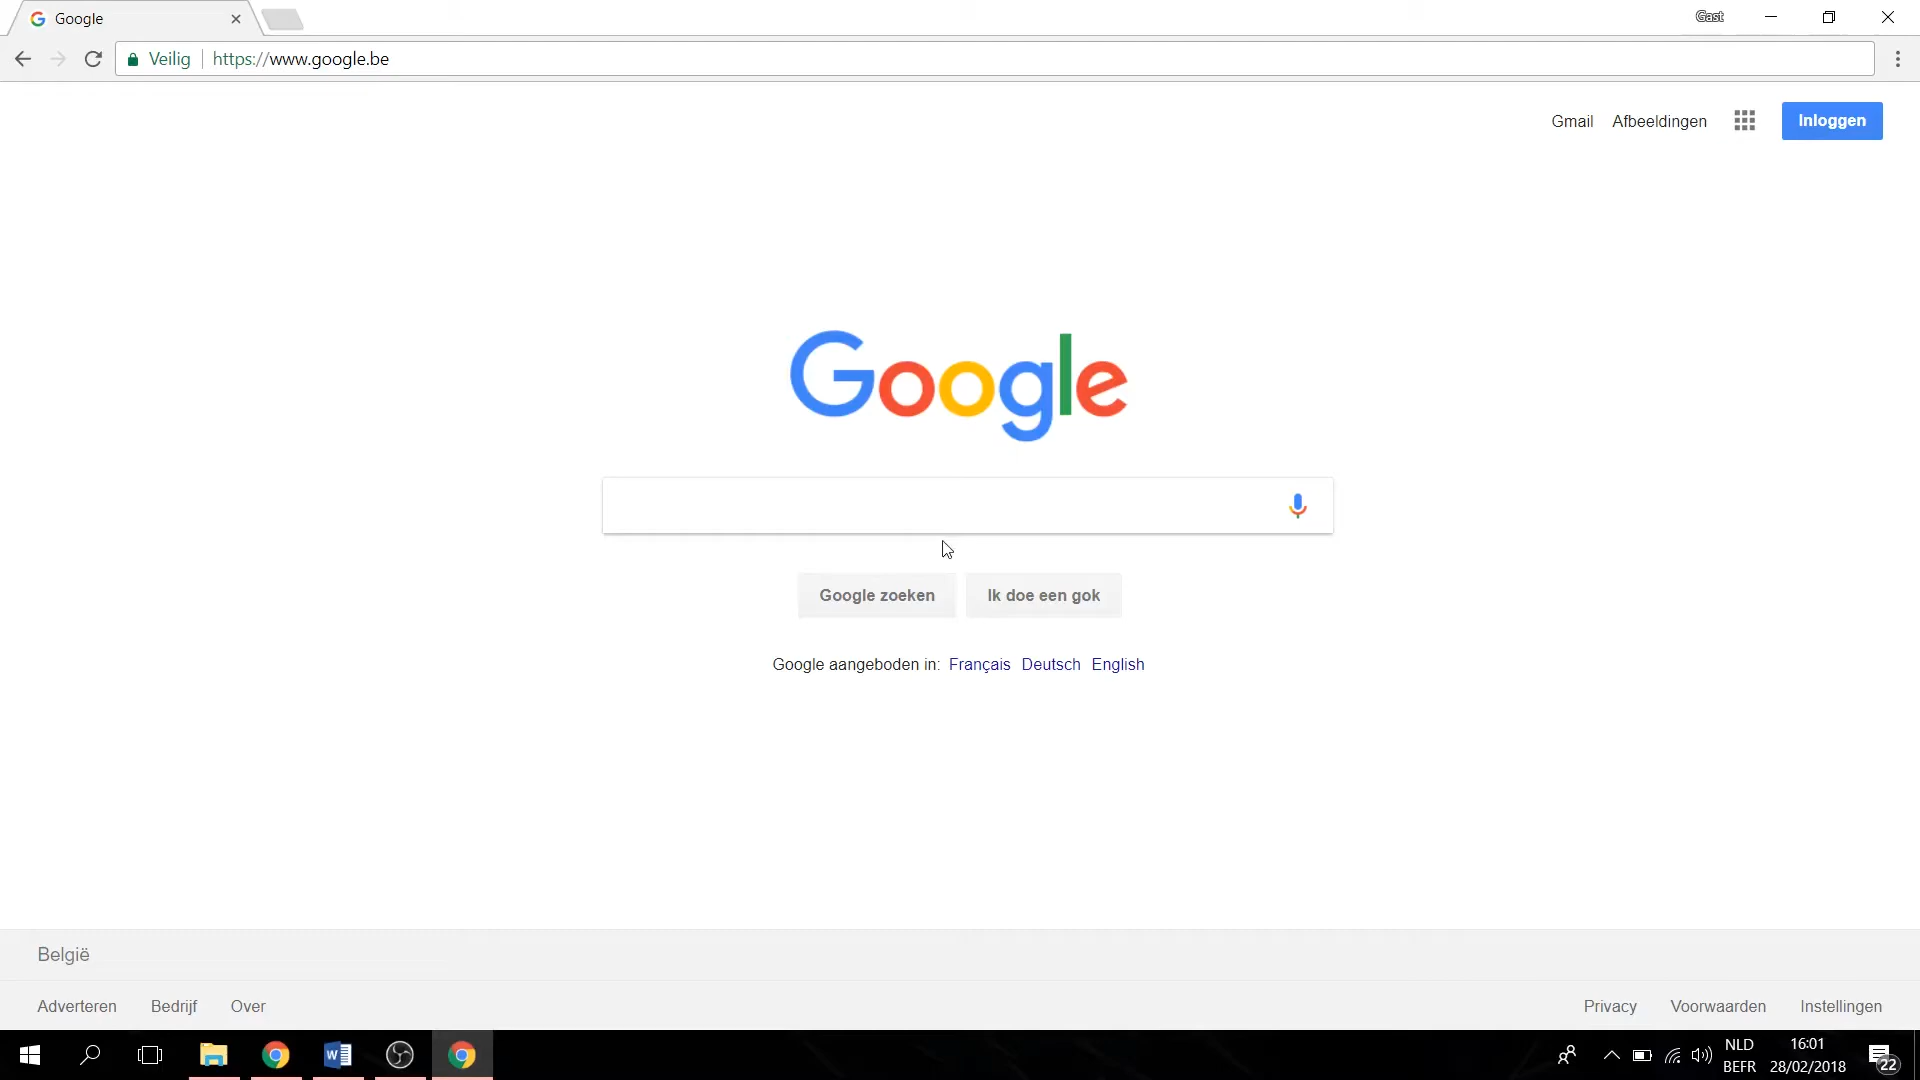 Google
Gast
Veilig
https://www.google.be
Gmail Afbeeldingen Inloggen
Google
Google zoeken Ik doe een gok
Google aangeboden in: Français Deutsch English
België
Adverteren Bedrijf Over
Privacy Voorwaarden Instellingen
NLD
BEFR
16:01
28/02/2018
22